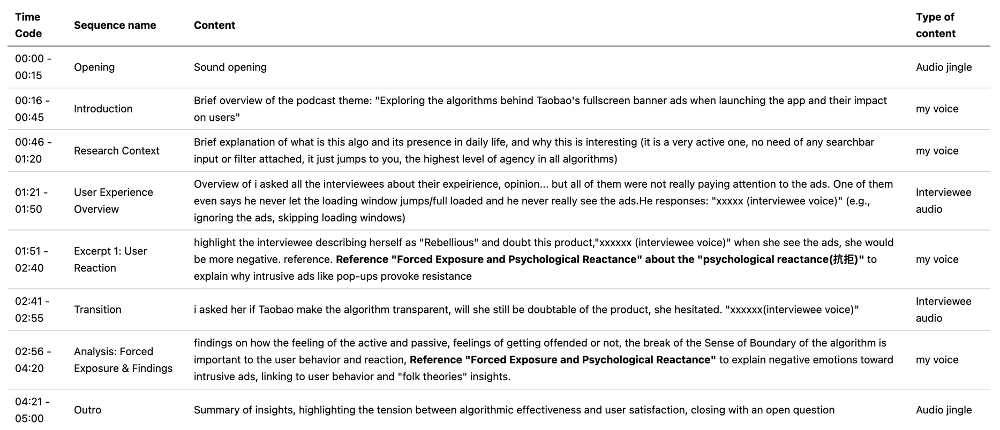 Time
Code
Sequence name
Content
Type of
content
00:00 -
00:15
Opening
Sound opening
Audio jingle
00:16 -
00:45
Introduction
Brief overview of the podcast theme: "Exploring the algorithms behind Taobao's fullscreen banner ads when launching the app and their impact
on users"
my voice
00:46 -
01:20
Research Context
Brief explanation of what is this algo and its presence in daily life, and why this is interesting (it is a very active one, no need of any searchbar
input or filter attached, it just jumps to you, the highest level of agency in all algorithms)
my voice
01:21 -
01:50
User Experience
Overview
Overview of i asked all the interviewees about their expeirience, opinion... but all of them were not really paying attention to the ads. One of them
even says he never let the loading window jumps/full loaded and he never really see the ads.He responses: "xxxxx (interviewee voice)" (e.g.,
ignoring the ads, skipping loading windows)
Interviewee
audio
01:51 -
02:40
Excerpt 1: User
Reaction
highlight the interviewee describing herself as "Rebellious" and doubt this product,"xxxxxx (interviewee voice)" when she see the ads, she would
be more negative. reference. Reference "Forced Exposure and Psychological Reactance" about the "psychological reactance(抗拒)" to
explain why intrusive ads like pop-ups provoke resistance
my voice
02:41 -
02:55
Transition
i asked her if Taobao make the algorithm transparent, will she still be doubtable of the product, she hesitated. "xxxxxx(interviewee voice)"
Interviewee
audio
02:56 -
04:20
Analysis: Forced
Exposure & Findings
findings on how the feeling of the active and passive, feelings of getting offended or not, the break of the Sense of Boundary of the algorithm is
important to the user behavior and reaction, Reference "Forced Exposure and Psychological Reactance" to explain negative emotions toward
intrusive ads, linking to user behavior and "folk theories" insights.
my voice
04:21 -
05:00
Outro
Summary of insights, highlighting the tension between algorithmic effectiveness and user satisfaction, closing with an open question
Audio jingle